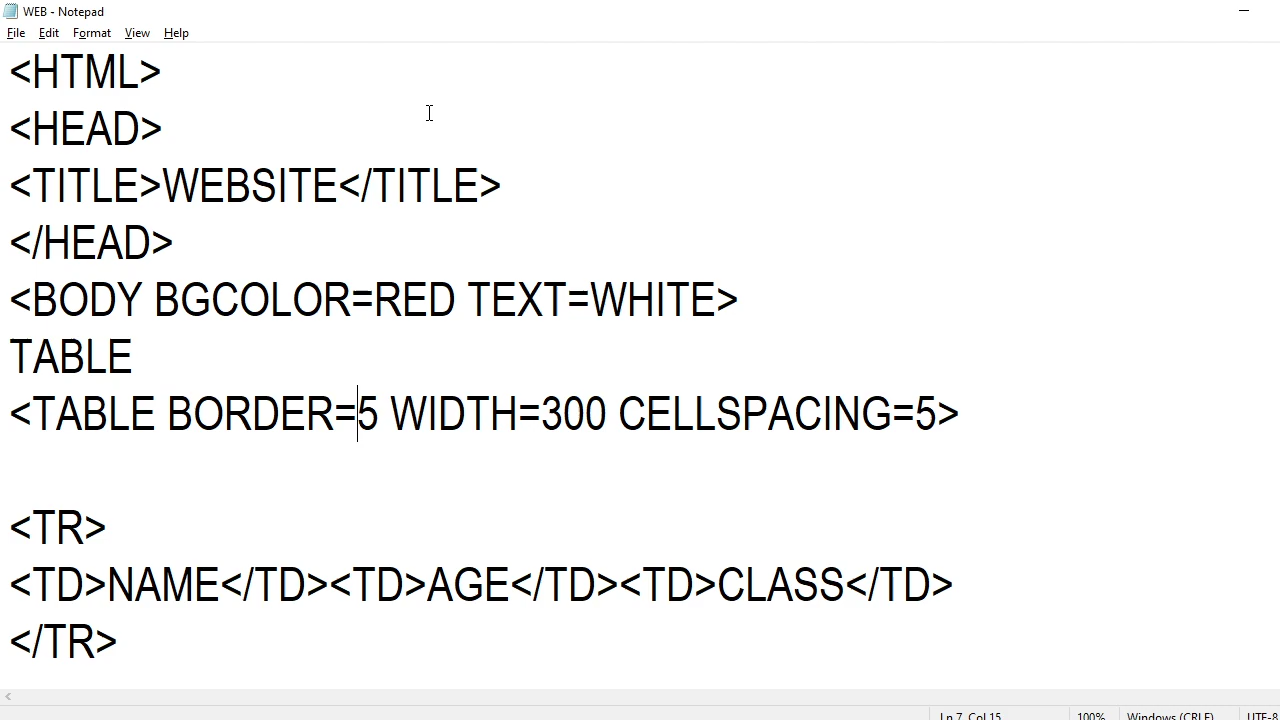 WEB - Notepad
File Edit Format View Help
<HTML>
<HEAD>
<TITLE>WEBSITE</TITLE>
</HEAD>
<BODY BGCOLOR=RED TEXT=WHITE>
TABLE
<TABLE BORDER=5 WIDTH=300 CELLSPACING=5>
<TR>
<TD>NAME</TD><TD>AGE</TD><TD>CLASS</TD>
</TR>
Ln 7, Col 15 100% Windows (CRLF) UTF-8